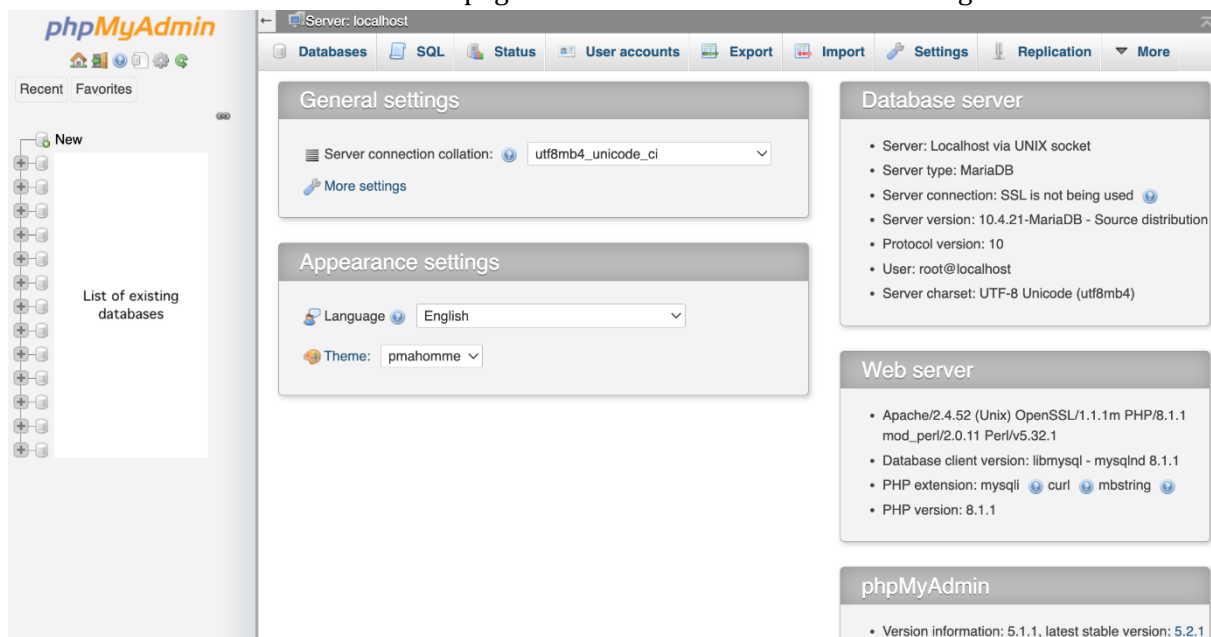 phpMyAdmin
Recent Favorites
New
List of existing
databases
Server: localhost
Databases SQL Status User accounts Export Import Settings Replication More
General settings
Server connection collation: utf8mb4_unicode_ci
More settings
Appearance settings
Language English
Theme: pmahomme
Database server
• Server: Localhost via UNIX socket
• Server type: MariaDB
• Server connection: SSL is not being used
• Server version: 10.4.21-MariaDB - Source distribution
• Protocol version: 10
• User: root@localhost
• Server charset: UTF-8 Unicode (utf8mb4)
Web server
• Apache/2.4.52 (Unix) OpenSSL/1.1.1m PHP/8.1.1
mod_perl/2.0.11 Perl/v5.32.1
• Database client version: libmysql - mysqlnd 8.1.1
• PHP extension: mysqli curl mbstring
• PHP version: 8.1.1
phpMyAdmin
• Version information: 5.1.1, latest stable version: 5.2.1